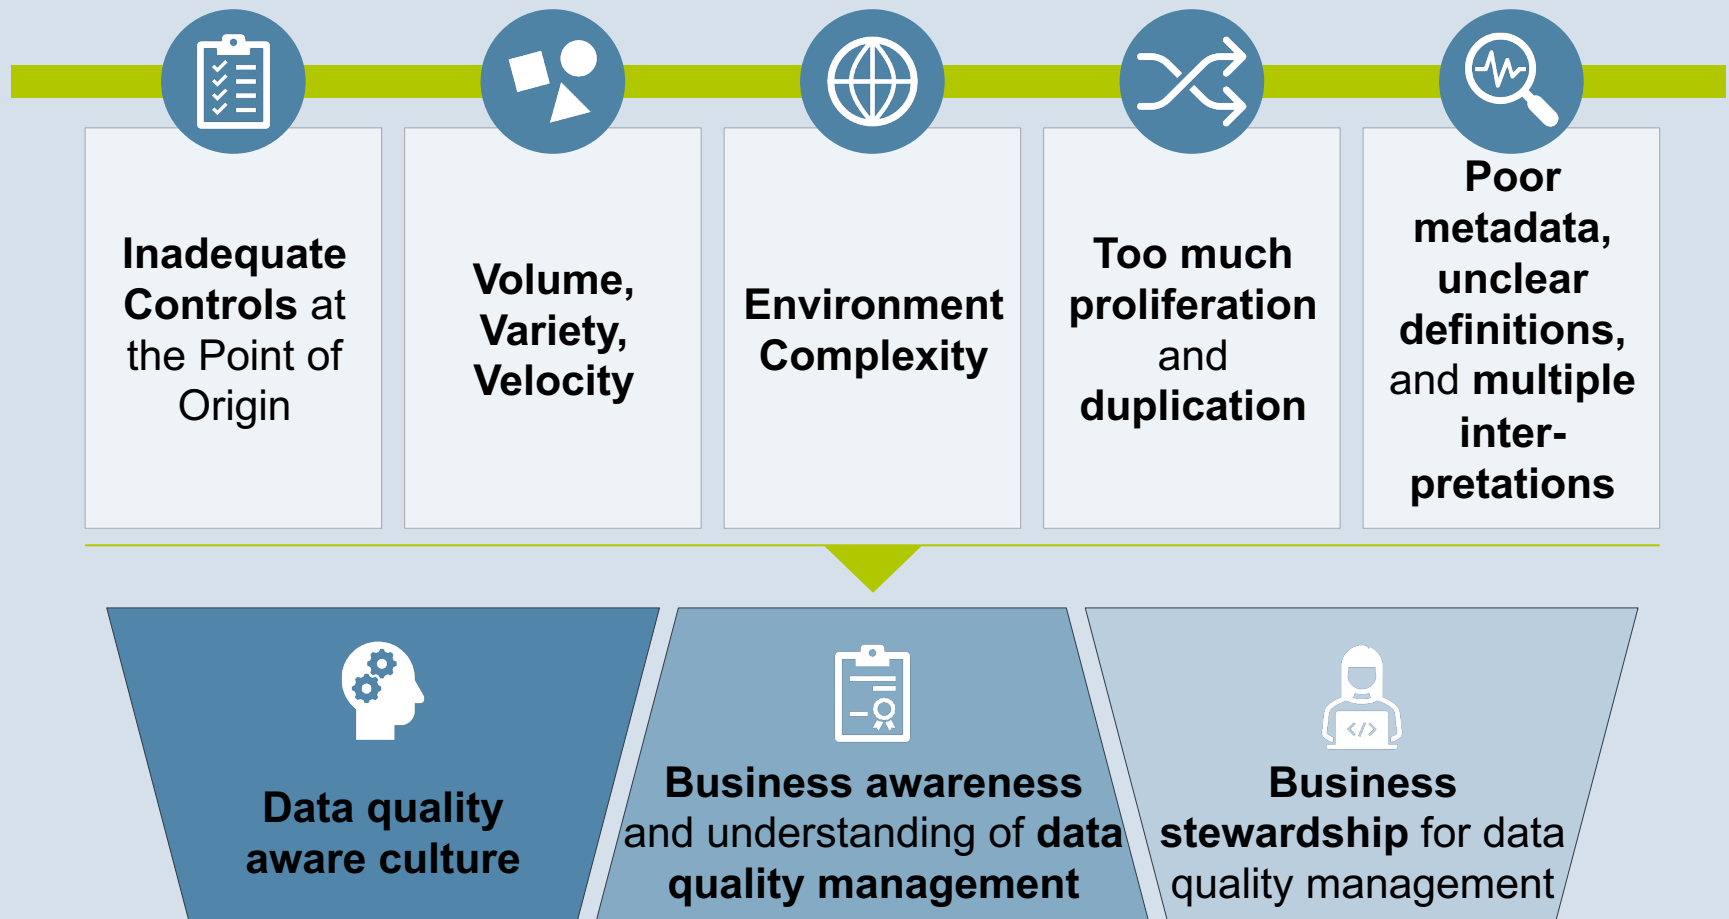 Inadequate
Controls at
the Point of
Origin
Volume,
Variety,
Velocity
Environment
Complexity
Too much
proliferation
and
duplication
Poor
metadata,
unclear
definitions,
and multiple
inter-
pretations
Data quality
aware culture
Business awareness
and understanding of data
quality management
</>
Business
stewardship for data
quality management